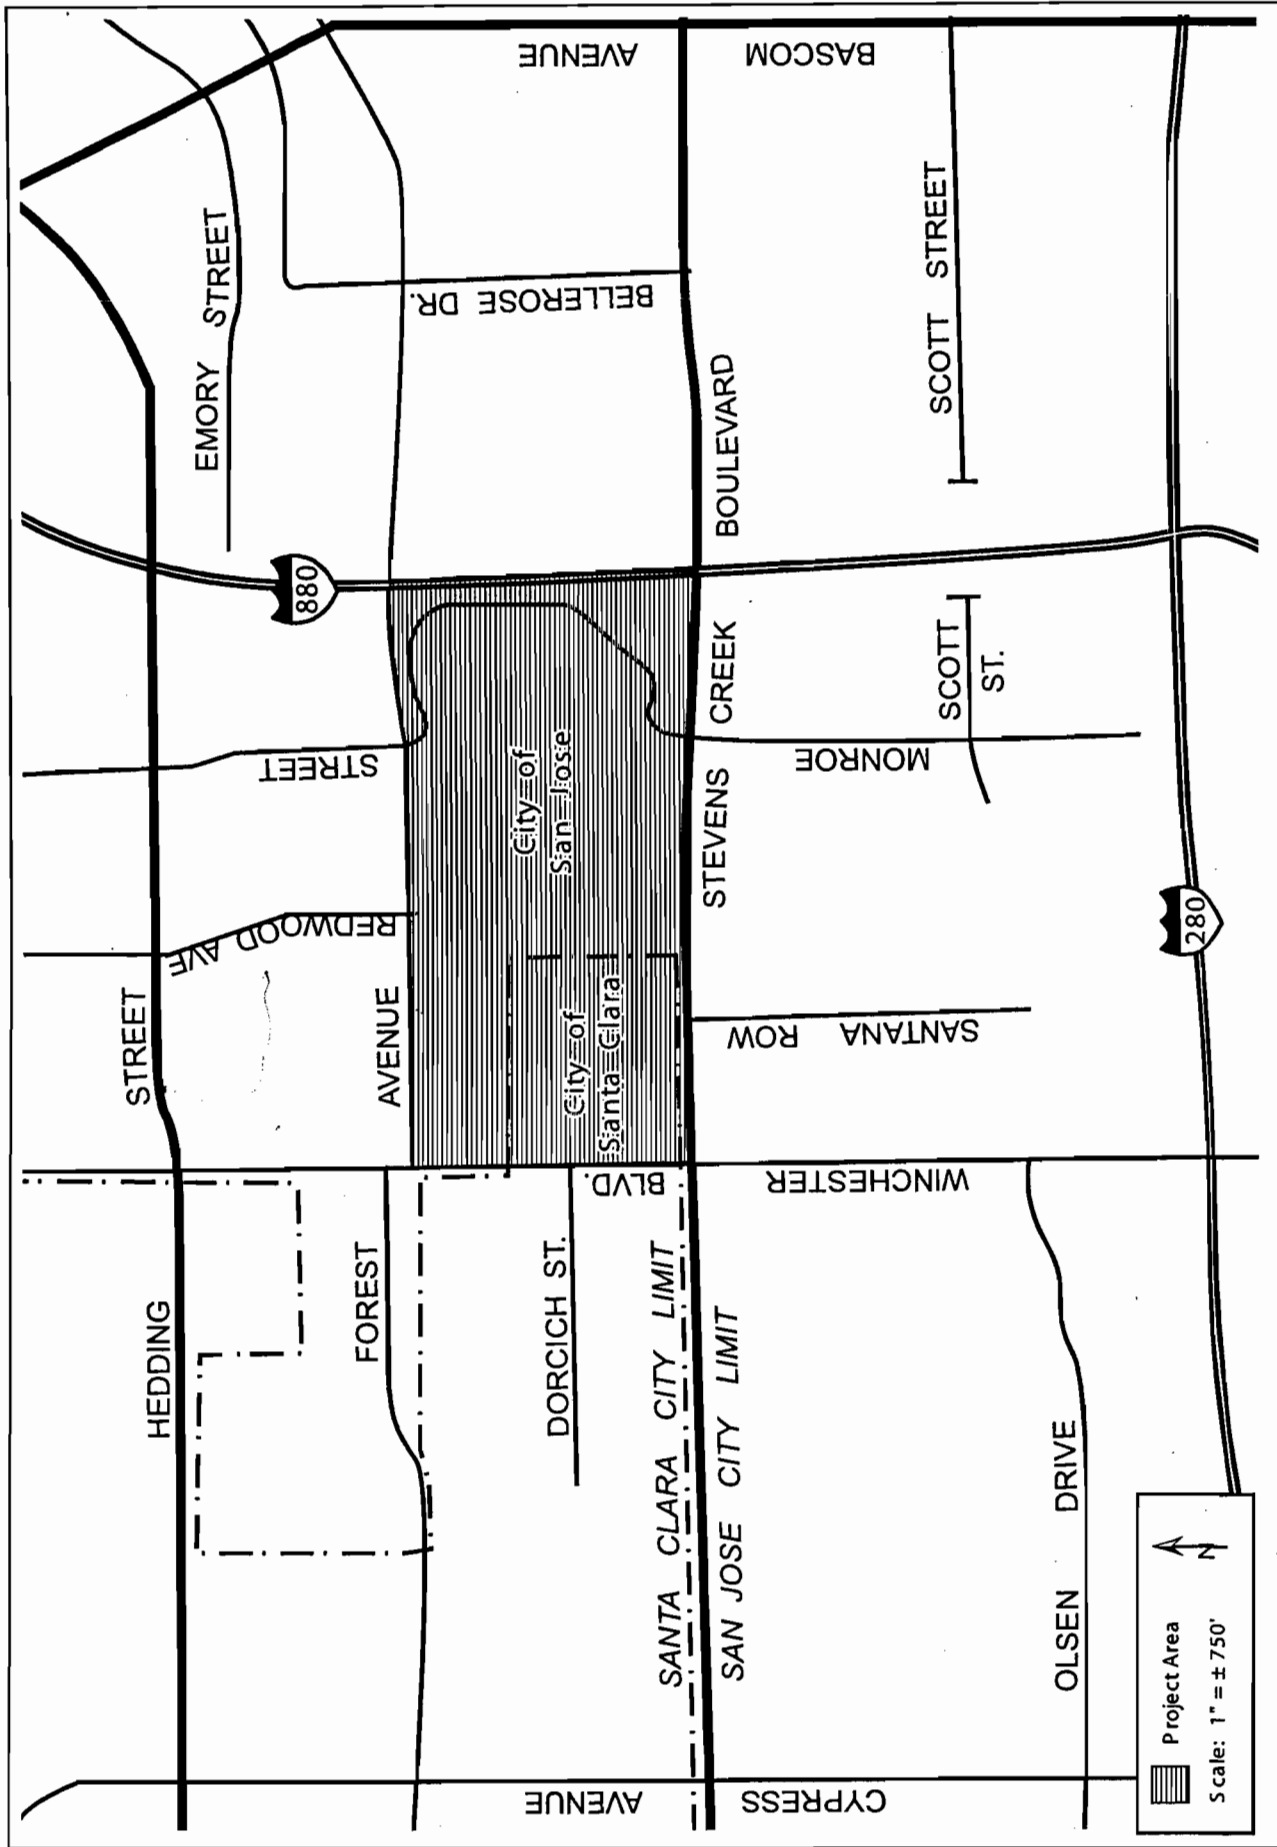 HEDDING
STREET
EMORY STREET
880
FOREST
AVENUE
REDWOOD AVE
STREET
BELLEROSE DR.
AVENUE
BASCOM
DORCICH ST.
BLVD.
WINCHESTER
City of
Santa Clara
City of
San Jose
SANTA CLARA CITY LIMIT
SAN JOSE CITY LIMIT
STEVENS CREEK BOULEVARD
SANTANA ROW
MONROE
SCOTT
ST.
SCOTT STREET
AVENUE
CYPRESS
OLSEN DRIVE
280
Project Area
Scale: 1" = ± 750'
N